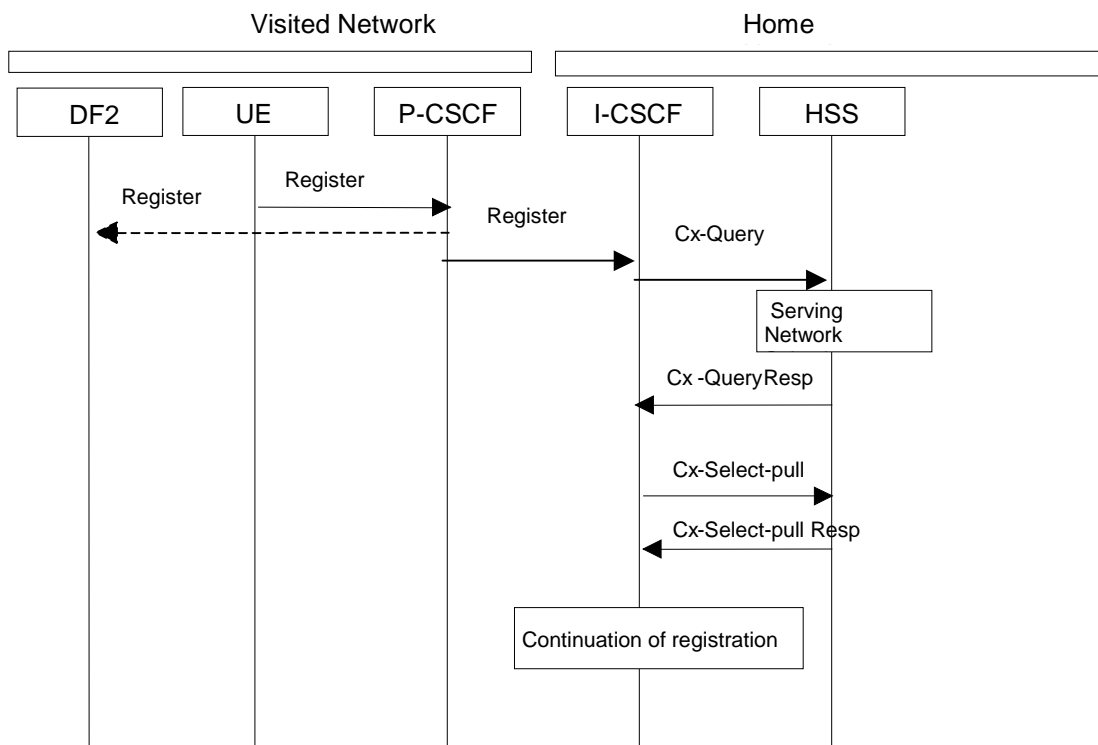 Visited Network
Home
DF2
UE
P-CSCF
I-CSCF
HSS
Register
Register
Register
Cx-Query
Serving
Network
Cx -QueryResp
Cx-Select-pull
Cx-Select-pull Resp
Continuation of registration